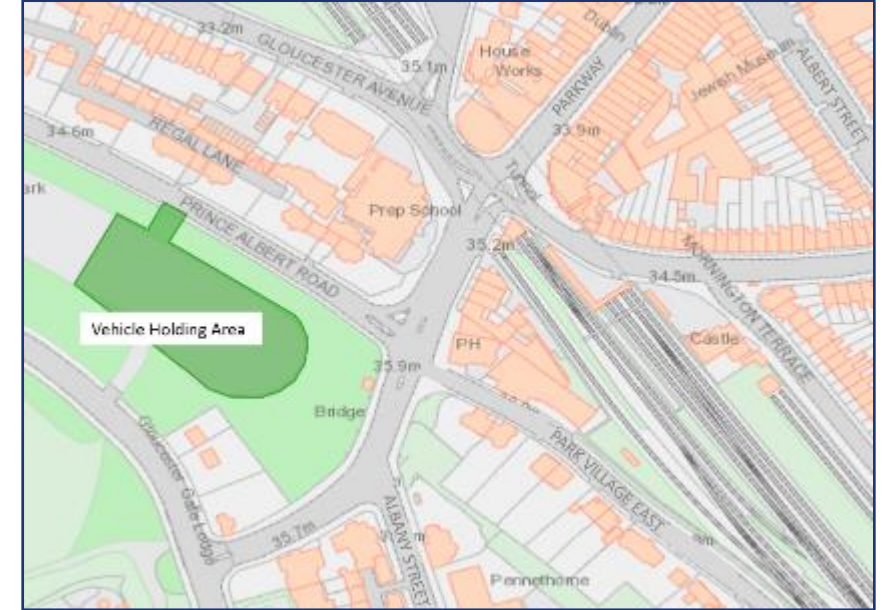 33.2m
GLOUCESTER AVENUE
35.1m
House
Works
Dublin
PARKWAY
Jewish Museum
ALBERT STREET
34.6m
REGAL LANE
33.9m
Tunnel
PRINCE ALBERT ROAD
Prep School
35.2m
MORNINGTON TERRACE
34.5m
Vehicle Holding Area
PH
Castle
35.9m
Bridge
Gloucester Gate Lodge
PARK VILLAGE EAST
ALBANY STREET
35.7m
Pennethorne